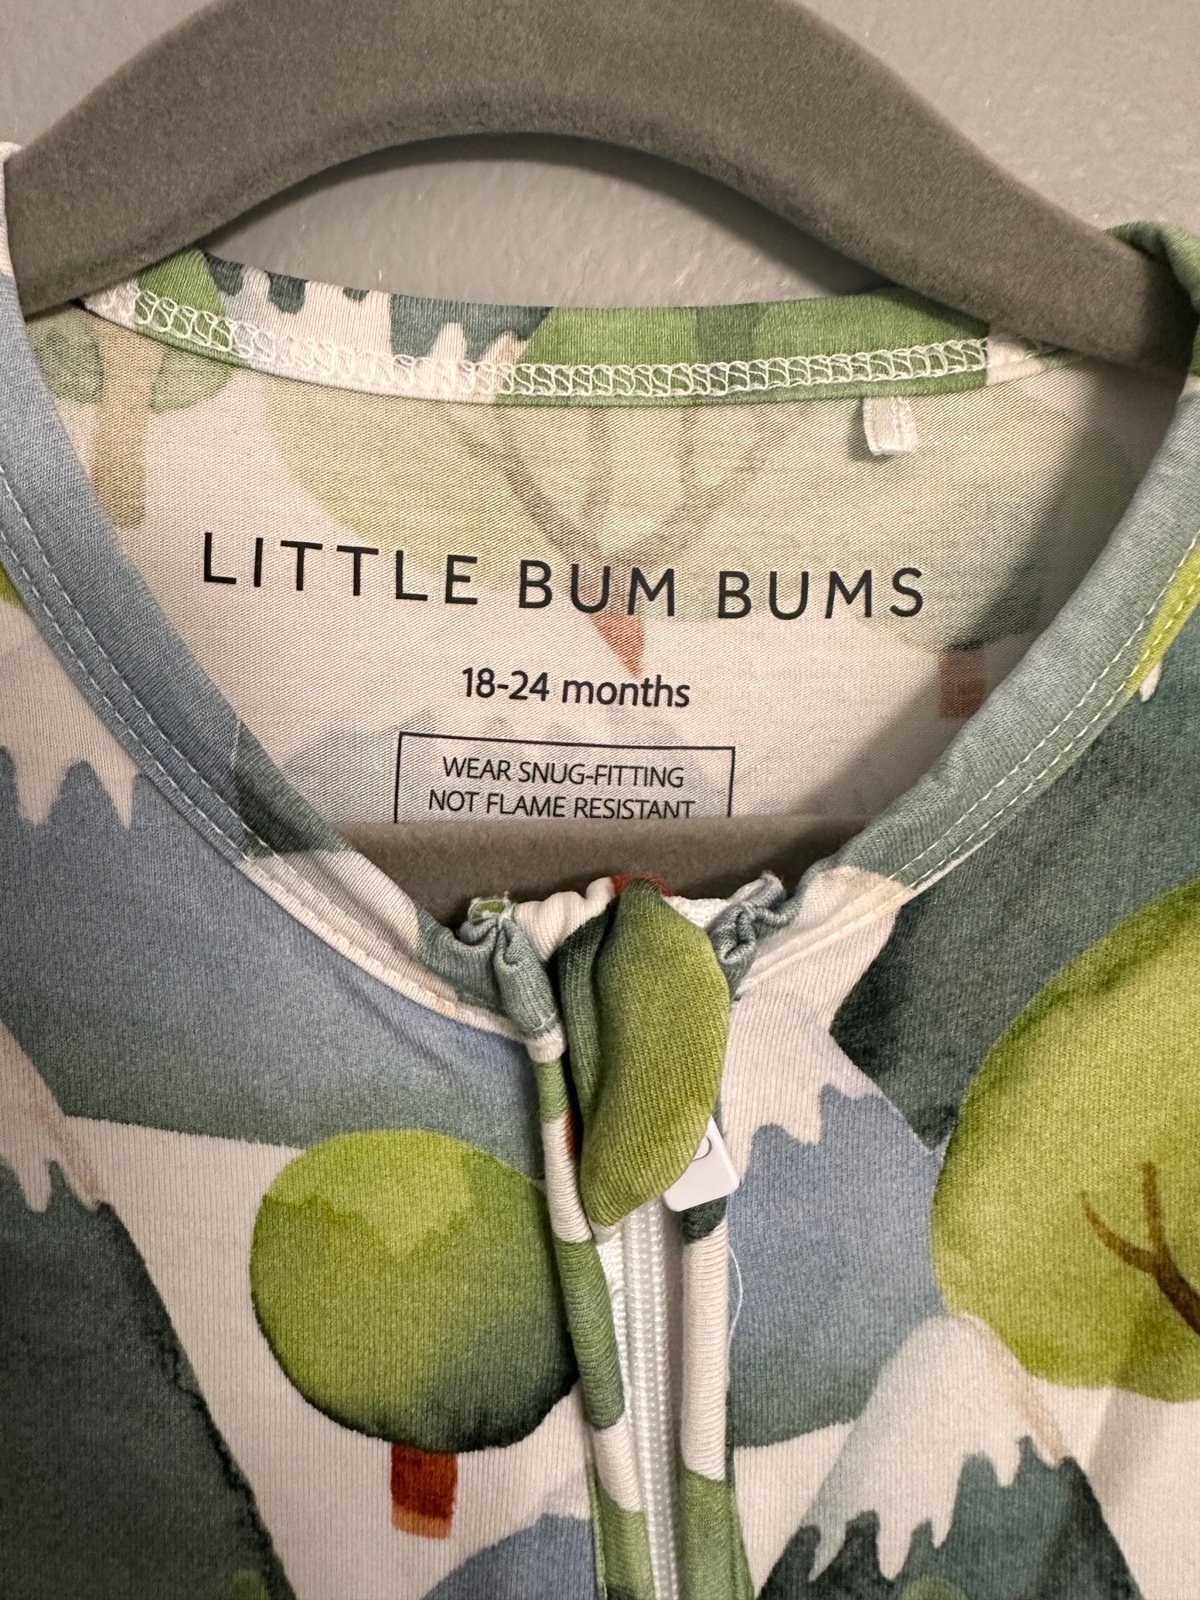 LITTLE BUM BUMS
18-24 months
WEAR SNUG-FITTING
NOT FLAME RESISTANT